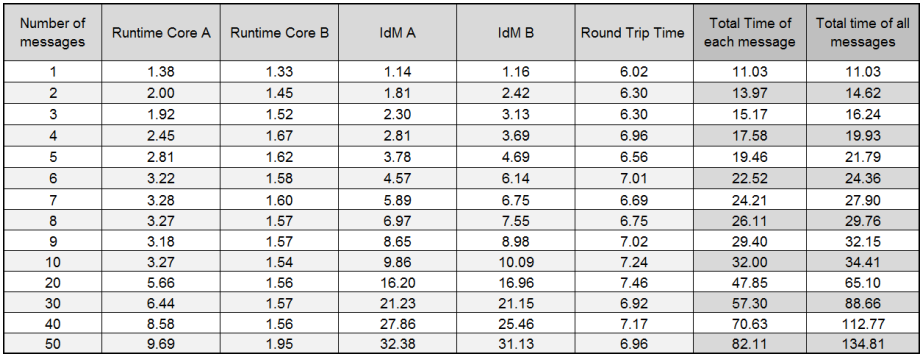 Number of messages Runtime Core A Runtime Core B IdM A IdM B Round Trip Time Total Time of each message Total time of all messages
1 1.38 1.33 1.14 1.16 6.02 11.03 11.03
2 2.00 1.45 1.81 2.42 6.30 13.97 14.62
3 1.92 1.52 2.30 3.13 6.30 15.17 16.24
4 2.45 1.67 2.81 3.69 6.96 17.58 19.93
5 2.81 1.62 3.78 4.69 6.56 19.46 21.79
6 3.22 1.58 4.57 6.14 7.01 22.52 24.36
7 3.28 1.60 5.89 6.75 6.69 24.21 27.90
8 3.27 1.57 6.97 7.55 6.75 26.11 29.76
9 3.18 1.57 8.65 8.98 7.02 29.40 32.15
10 3.27 1.54 9.86 10.09 7.24 32.00 34.41
20 5.66 1.56 16.20 16.96 7.46 47.85 65.10
30 6.44 1.57 21.23 21.15 6.92 57.30 88.66
40 8.58 1.56 27.86 25.46 7.17 70.63 112.77
50 9.69 1.95 32.38 31.13 6.96 82.11 134.81